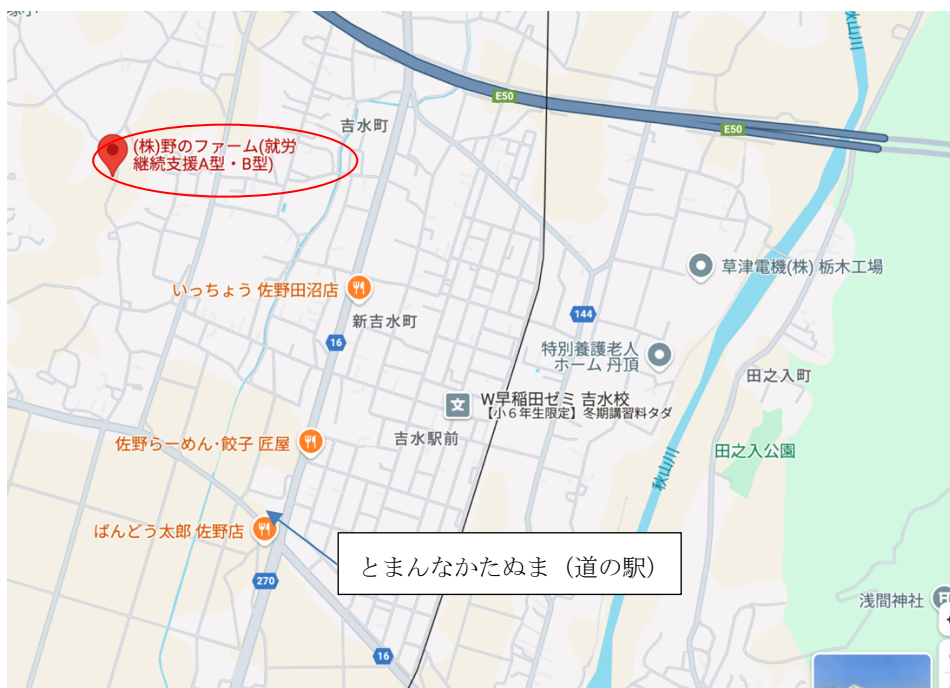 E50
吉水町
E50
秋山川
(株)野のファーム(就労
継続支援A型・B型)
草津電機(株) 栃木工場
いっちょう 佐野田沼店
144
新吉水町
16
特別養護老人
ホーム 丹頂
田之入町
W早稲田ゼミ 吉水校
【小6年生限定】冬期講習料タダ
文
吉水駅前
佐野らーめん・餃子 匠屋
田之入公園
秋山川
ばんどう太郎 佐野店
とまんなかたぬま（道の駅）
270
浅間神社
16